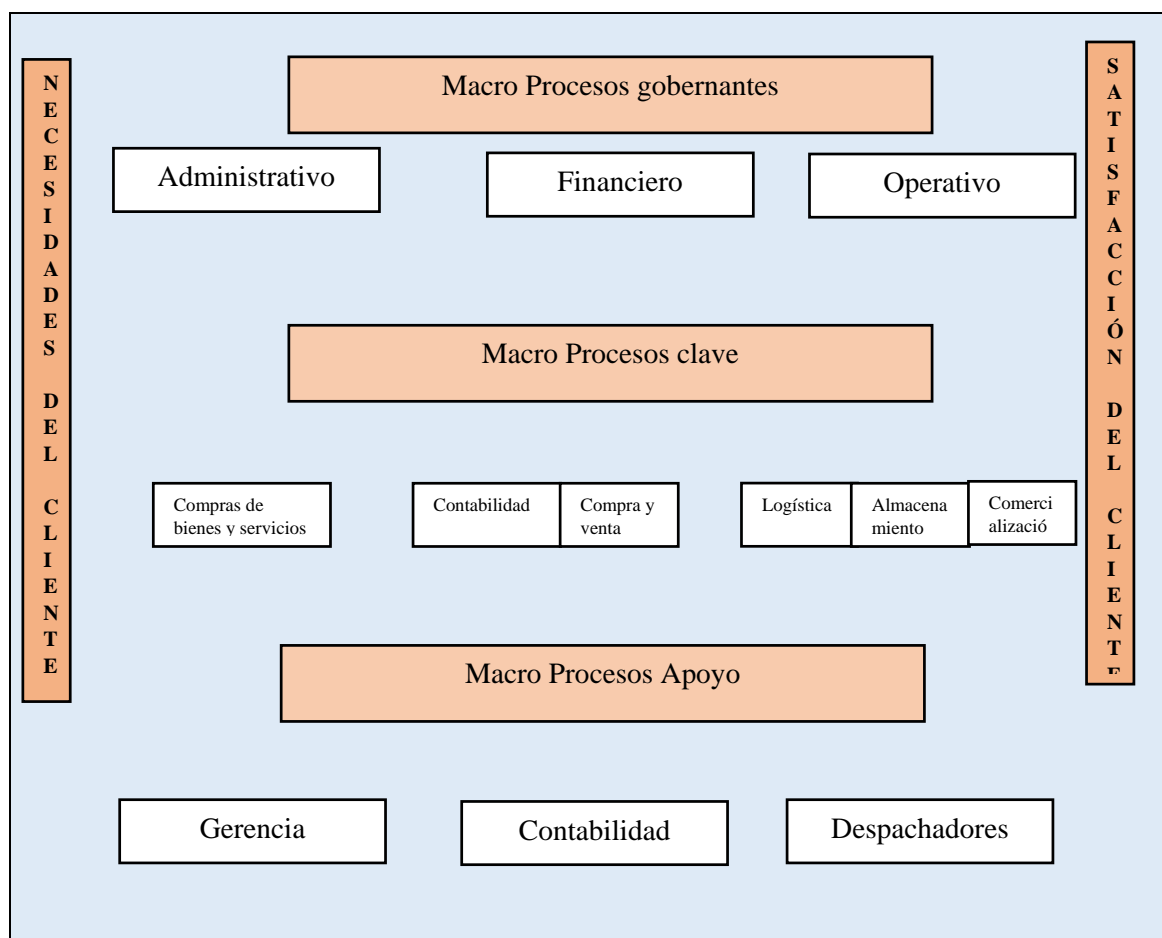 NECESIDADES DEL CLIENTE
Macro Procesos gobernantes
Administrativo
Financiero
Operativo
Macro Procesos clave
Compras de
bienes y servicios
Contabilidad
Compra y
venta
Logística
Almacena
miento
Comerci
alizació
Macro Procesos Apoyo
Gerencia
Contabilidad
Despachadores
SATISFACCIÓN DEL CLIENTE